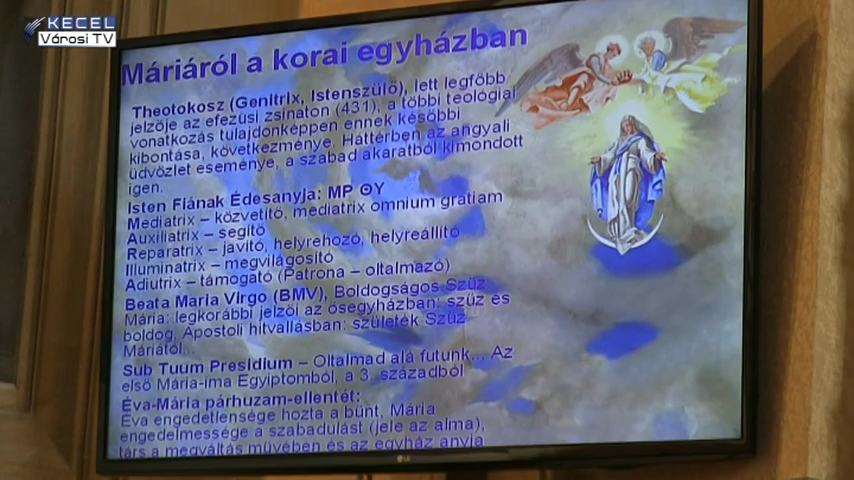 KECEL
Városi TV
Máriáról a korai egyházban
Theotokosz (Genitrix, Istenszülő), lett legfőbb
jelzője az efezusi zsinaton (431), a többi teológiai
vonatkozás tulajdonképpen ennek későbbi
kibontása, következménye. Háttérben az angyali
üdvözlet eseménye, a szabad akaratból kimondott
igen.
Isten Fiának Édesanyja: MP ΘY
Mediatrix – közvetítő, mediatrix omnium gratiam
Auxiliatrix – segítő
Reparatrix – javító, helyrehozó, helyreállító
Illuminatrix – megvilágosító
Adiutrix – támogató (Patrona – oltalmazó)
Beata Maria Virgo (BMV), Boldogságos Szűz
Mária: legkorábbi jelzői az ősegyházban: szűz és
boldog, Apostoli hitvallásban: születék Szűz
Máriától...
Sub Tuum Presidium – Oltalmad alá futunk... Az
első Mária-ima Egyiptomból, a 3. századból
Éva-Mária párhuzam-ellentét:
Éva engedetlensége hozta a bűnt, Mária
engedelmessége a szabadulást (jele az alma),
társ a megváltás művében és az egyház anyja
LG